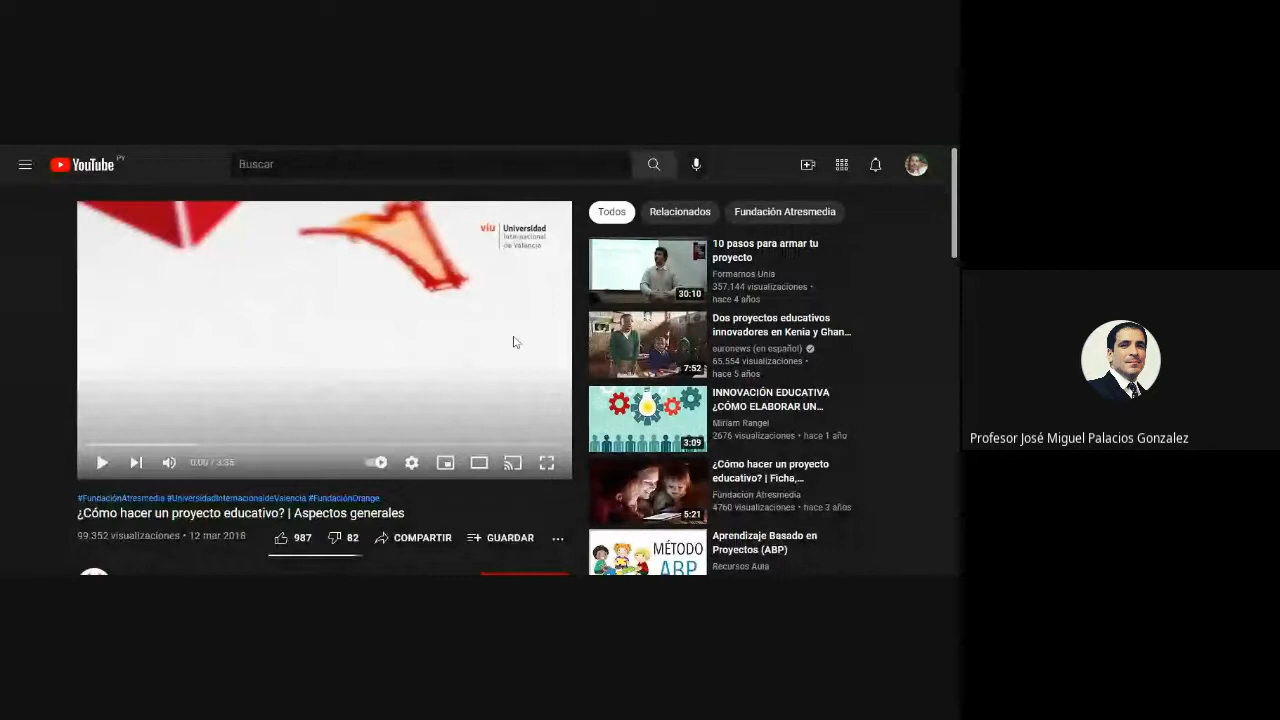 YouTube PY
Buscar
viu Universidad
Internacional
de Valencia
0:00 / 3:35
#FundaciónAtresmedia #UniversidadInternacionaldeValencia #FundaciónOrange
¿Cómo hacer un proyecto educativo? | Aspectos generales
99.352 visualizaciones • 12 mar 2018
987
82
COMPARTIR
GUARDAR
Todos
Relacionados
Fundación Atresmedia
30:10
10 pasos para armar tu
proyecto
Formarnos Unia
357.144 visualizaciones •
hace 4 años
7:52
Dos proyectos educativos
innovadores en Kenia y Ghan...
euronews (en español)
65.554 visualizaciones •
hace 5 años
3:09
INNOVACIÓN EDUCATIVA
¿CÓMO ELABORAR UN...
Miriam Rangel
2676 visualizaciones • hace 1 año
5:21
¿Cómo hacer un proyecto
educativo? | Ficha,...
Fundación Atresmedia
4760 visualizaciones • hace 3 años
MÉTODO
ABP
Aprendizaje Basado en
Proyectos (ABP)
Recursos Aula
Profesor José Miguel Palacios Gonzalez